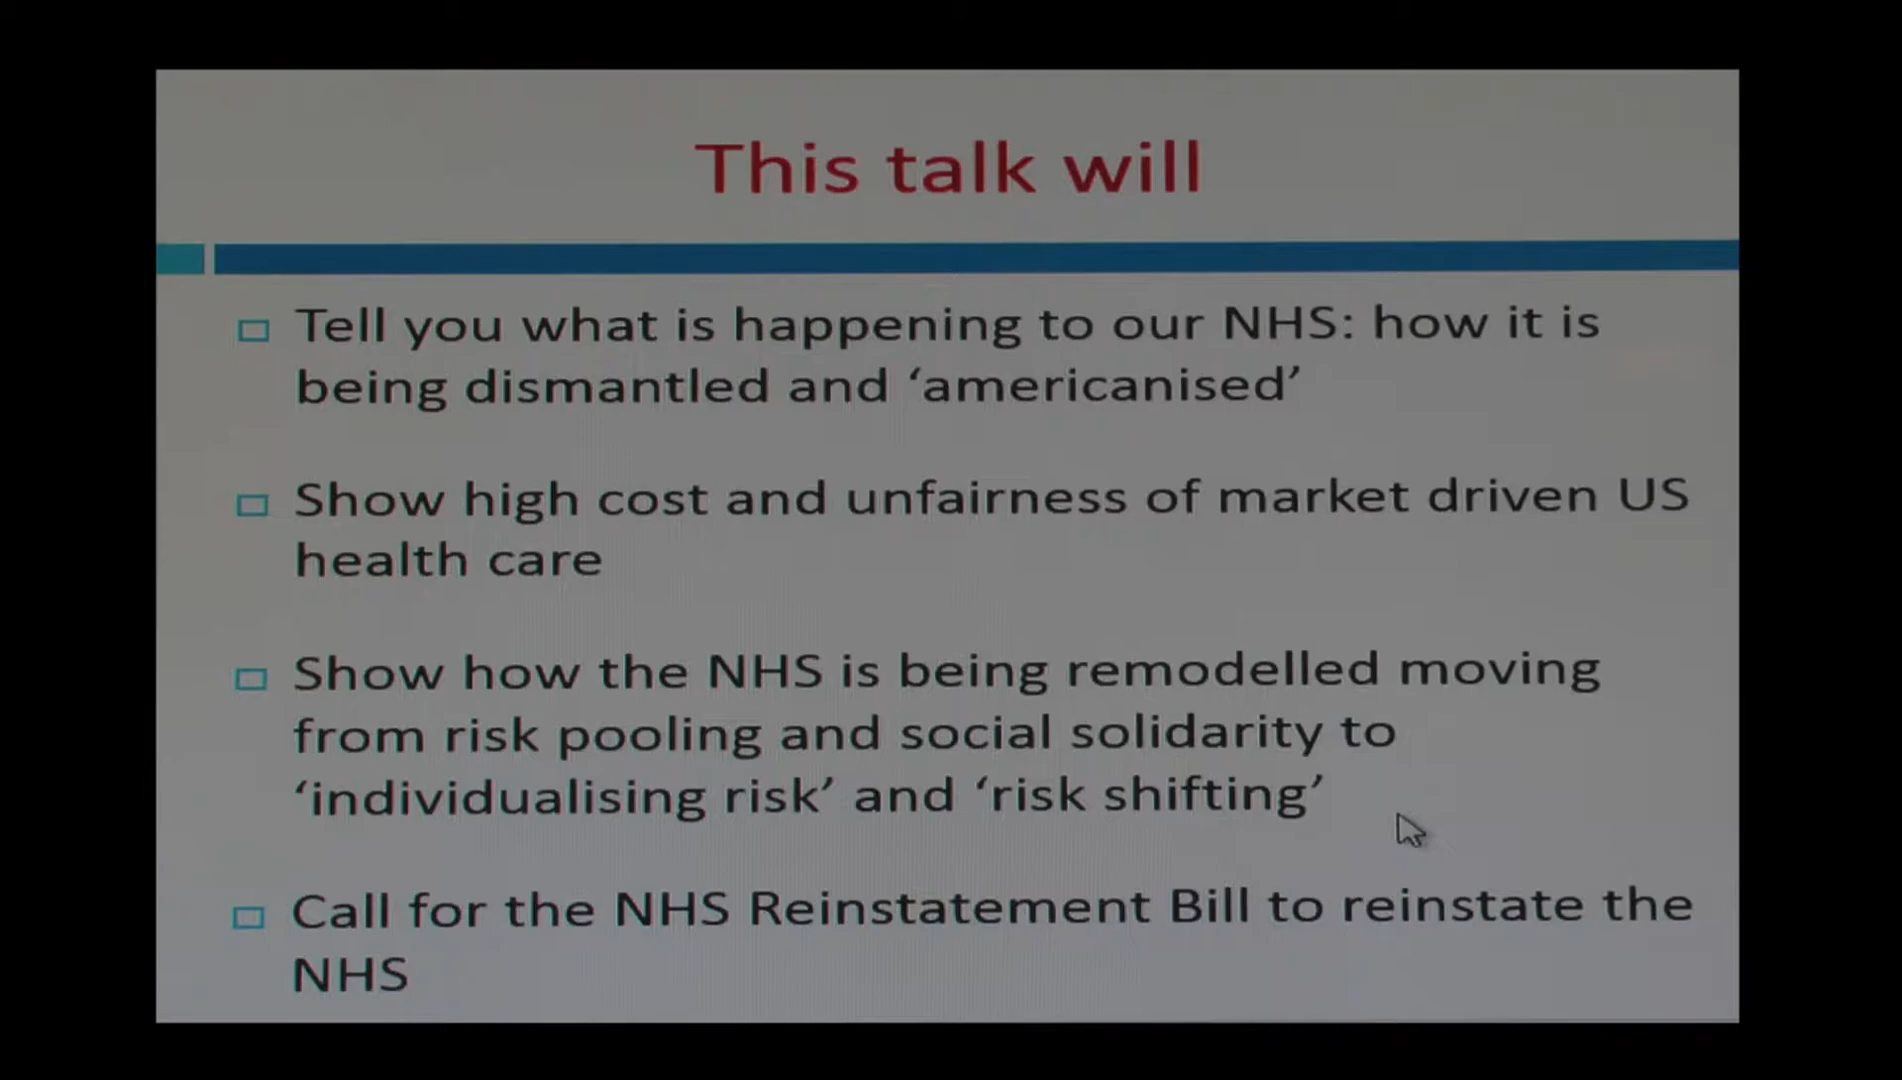 This talk will
Tell you what is happening to our NHS: how it is
being dismantled and ‘americanised’
Show high cost and unfairness of market driven US
health care
Show how the NHS is being remodelled moving
from risk pooling and social solidarity to
‘individualising risk’ and ‘risk shifting’
Call for the NHS Reinstatement Bill to reinstate the
NHS